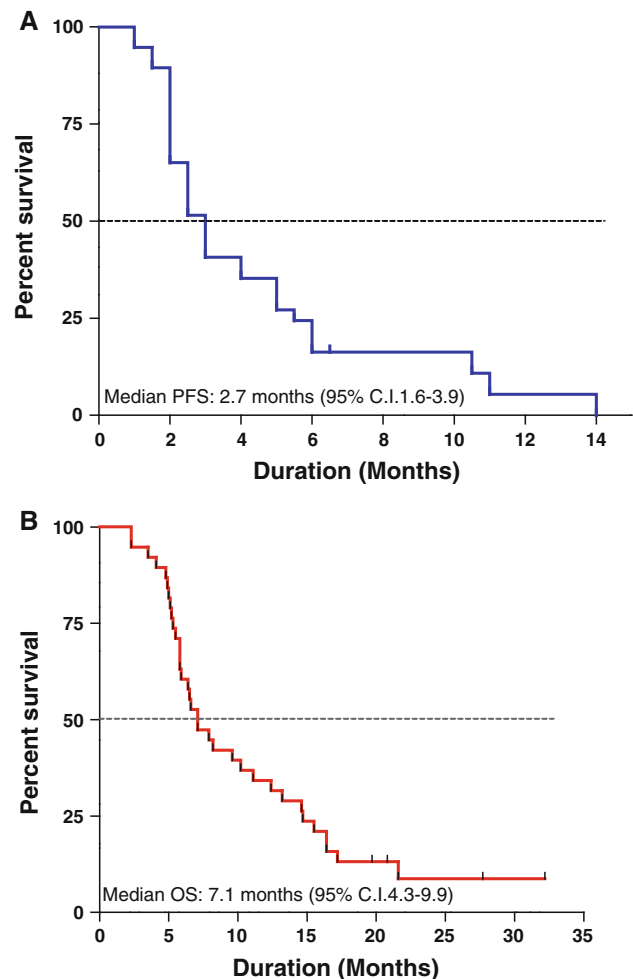 A
100
75
50
25
0
Percent survival
Median PFS: 2.7 months (95% C.I.1.6-3.9)
0 2 4 6 8 10 12 14
Duration (Months)
B
100
75
50
25
0
Percent survival
Median OS: 7.1 months (95% C.I.4.3-9.9)
0 5 10 15 20 25 30 35
Duration (Months)